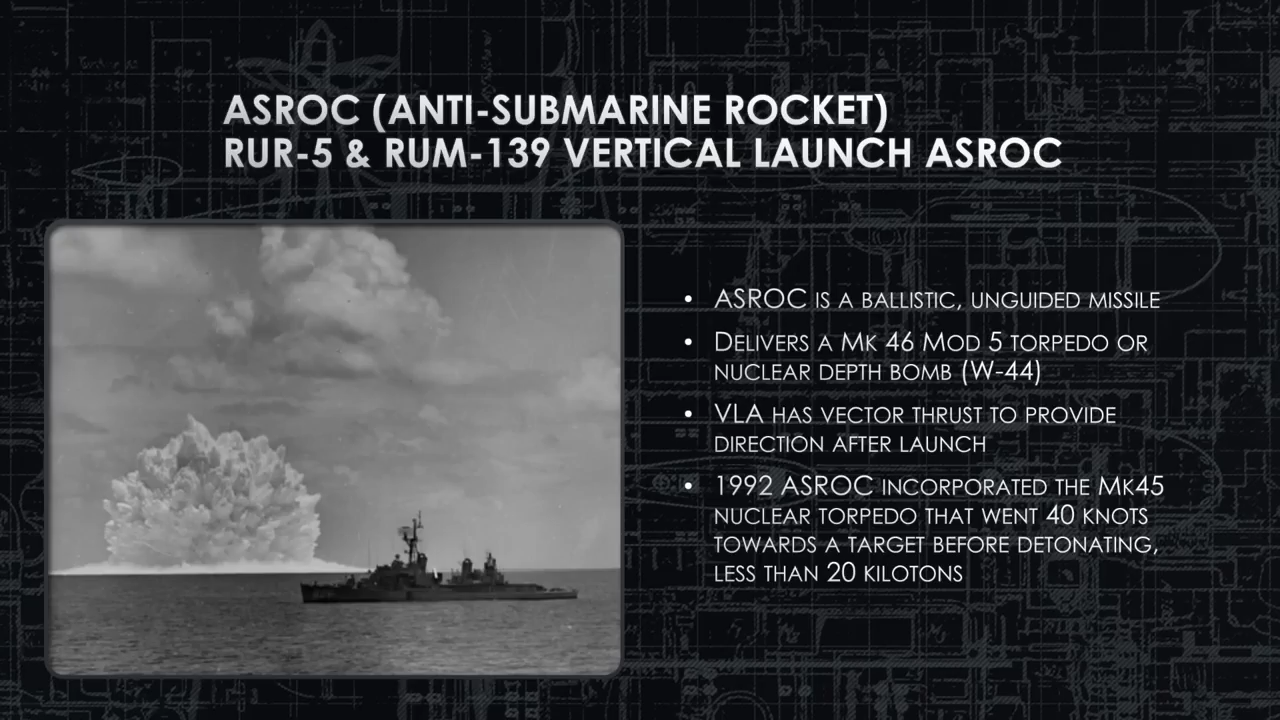 ASROC (ANTI-SUBMARINE ROCKET)
RUR-5 & RUM-139 VERTICAL LAUNCH ASROC
• ASROC IS A BALLISTIC, UNGUIDED MISSILE
• DELIVERS A MK 46 MOD 5 TORPEDO OR
NUCLEAR DEPTH BOMB (W-44)
• VLA HAS VECTOR THRUST TO PROVIDE
DIRECTION AFTER LAUNCH
• 1992 ASROC INCORPORATED THE MK45
NUCLEAR TORPEDO THAT WENT 40 KNOTS
TOWARDS A TARGET BEFORE DETONATING,
LESS THAN 20 KILOTONS